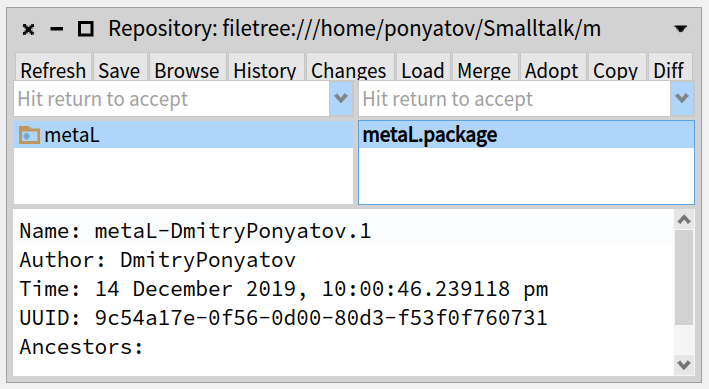 Repository: filetree:///home/ponyatov/Smalltalk/m
Refresh Save Browse History Changes Load Merge Adopt Copy Diff
Hit return to accept Hit return to accept
metaL metaL.package
Name: metaL-DmitryPonyatov.1
Author: DmitryPonyatov
Time: 14 December 2019, 10:00:46.239118 pm
UUID: 9c54a17e-0f56-0d00-80d3-f53f0f760731
Ancestors: